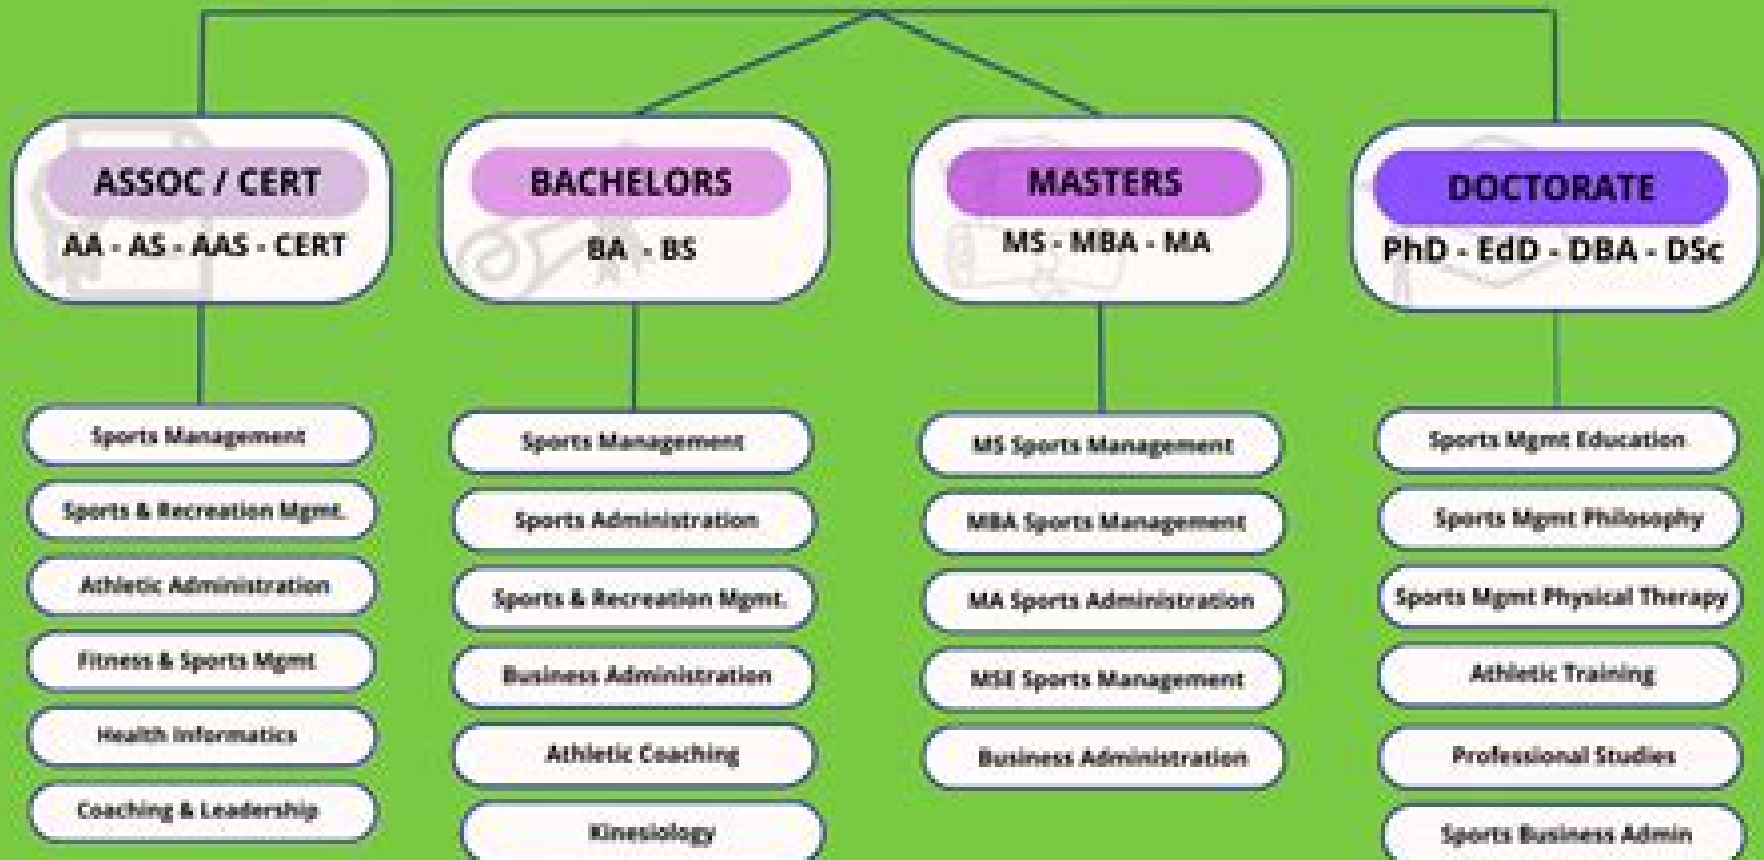 ASSOC / CERT
AA - AS - AAS - CERT
Sports Management
Sports & Recreation Mgmt.
Athletic Administration
Fitness & Sports Mgmt
Health Informatics
Coaching & Leadership
BACHELORS
BA - BS
Sports Management
Sports Administration
Sports & Recreation Mgmt.
Business Administration
Athletic Coaching
Kinesiology
MASTERS
MS - MBA - MA
MS Sports Management
MBA Sports Management
MA Sports Administration
MSE Sports Management
Business Administration
DOCTORATE
PhD - EdD - DBA - DSc
Sports Mgmt Education
Sports Mgmt Philosophy
Sports Mgmt Physical Therapy
Athletic Training
Professional Studies
Sports Business Admin